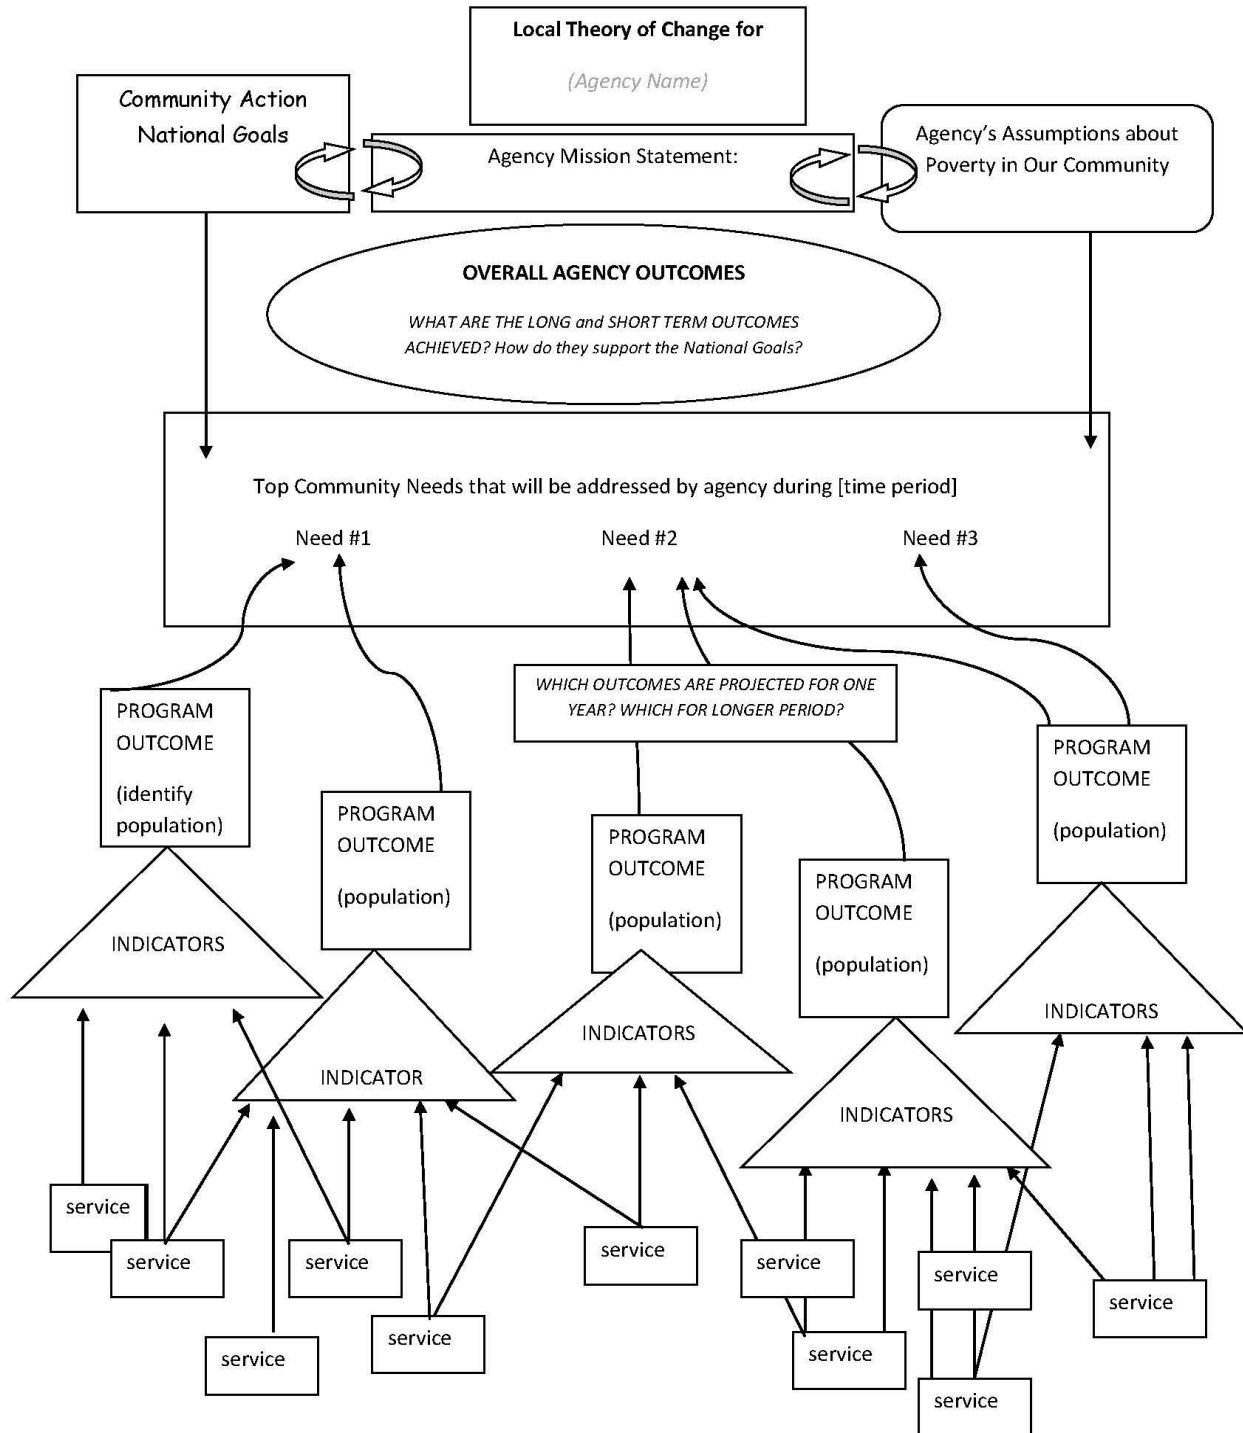 Local Theory of Change for
(Agency Name)
Community Action
National Goals
Agency Mission Statement:
Agency's Assumptions about
Poverty in Our Community
OVERALL AGENCY OUTCOMES
WHAT ARE THE LONG and SHORT TERM OUTCOMES
ACHIEVED? How do they support the National Goals?
Top Community Needs that will be addressed by agency during [time period]
Need #1
Need #2
Need #3
WHICH OUTCOMES ARE PROJECTED FOR ONE
YEAR? WHICH FOR LONGER PERIOD?
PROGRAM
OUTCOME
(identify
population)
PROGRAM
OUTCOME
(population)
PROGRAM
OUTCOME
(population)
PROGRAM
OUTCOME
(population)
PROGRAM
OUTCOME
(population)
INDICATORS
INDICATOR
INDICATORS
INDICATORS
INDICATORS
service
service
service
service
service
service
service
service
service
service
service